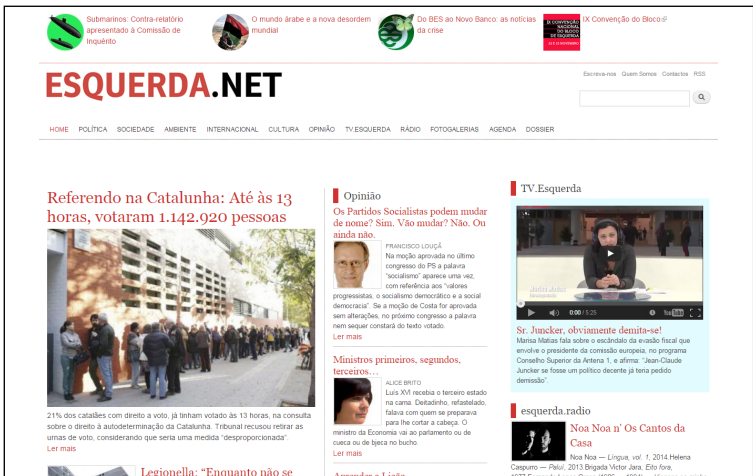 Submarinos: Contra-relatório
apresentado à Comissão de
Inquérito
O mundo árabe e a nova desordem
mundial
Do BES ao Novo Banco: as notícias
da crise
IX CONVENÇÃO
NACIONAL
DO BLOCO
DE ESQUERDA
IX Convenção do Bloco
ESQUERDA.NET
Escreva-nos Quem Somos Contactos RSS
HOME POLÍTICA SOCIEDADE AMBIENTE INTERNACIONAL CULTURA OPINIÃO TV.ESQUERDA RÁDIO FOTOGALERIAS AGENDA DOSSIER
Referendo na Catalunha: Até às 13
horas, votaram 1.142.920 pessoas
21% dos catalães com direito a voto, já tinham votado às 13 horas, na consulta
sobre o direito à autodeterminação da Catalunha. Tribunal recusou retirar as
urnas de voto, considerando que seria uma medida "desproporcionada".
Ler mais
Legionella: "Enquanto não se
Opinião
Os Partidos Socialistas podem mudar
de nome? Sim. Vão mudar? Não. Ou
ainda não.
FRANCISCO LOUÇÃ
Na moção aprovada no último
congresso do PS a palavra
"socialismo" aparece uma vez,
com referência aos "valores
progressistas, o socialismo democrático e a social
democracia". Se a moção de Costa for aprovada
sem alterações, no próximo congresso a palavra
nem sequer constará do texto votado.
Ler mais
Ministros primeiros, segundos,
terceiros…
ALICE BRITO
Luís XVI recebia o terceiro estado
na cama. Deitadinho, refastelado,
falava com quem se preparava
para lhe cortar a cabeça. O
ministro da Economia vai ao parlamento ou de
cueca ou de bjeca no bucho.
Ler mais
Aprender a Lição
TV.Esquerda
Marisa Matias
0:00 / 5:25
YouTube
Sr. Juncker, obviamente demita-se!
Marisa Matias fala sobre o escândalo da evasão fiscal que
envolve o presidente da comissão europeia, no programa
Conselho Superior da Antena 1, e afirma: "Jean-Claude
Juncker se fosse um político decente já teria pedido
demissão".
esquerda.radio
Noa Noa n' Os Cantos da
Casa
Noa Noa — Língua, vol. 1, 2014 Helena
Caspurro — Paluí, 2013 Brigada Victor Jara, Eito fora,